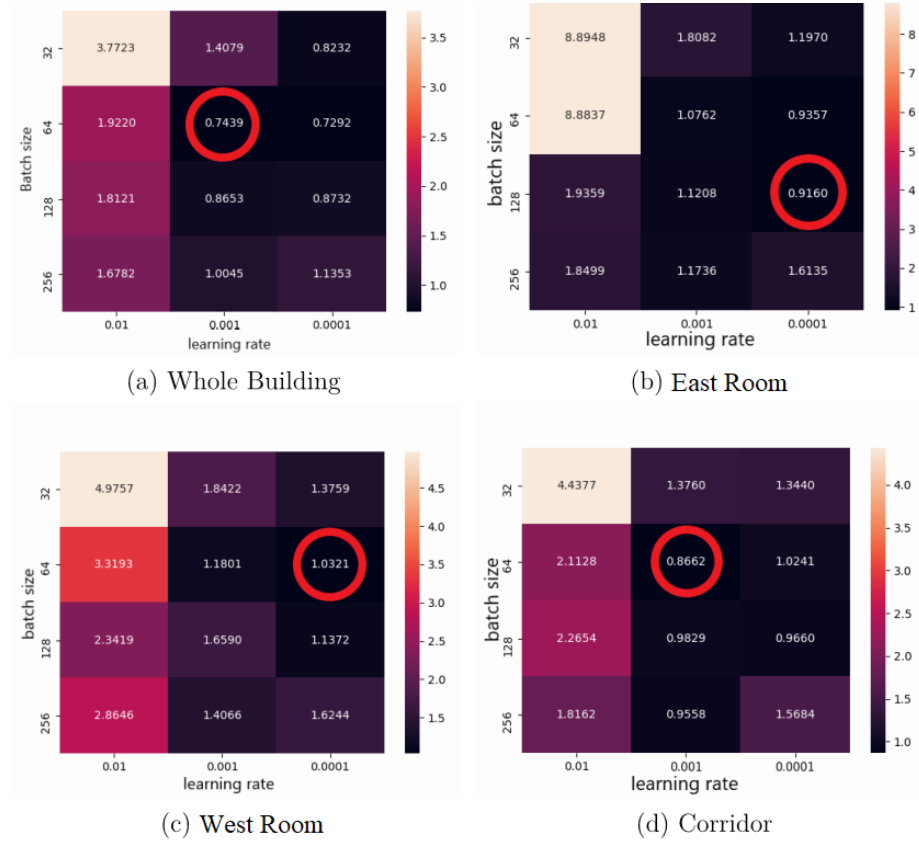 3.7723 1.4079 0.8232
1.9220 0.7439 0.7292
1.8121 0.8653 0.8732
1.6782 1.0045 1.1353
32
64
128
256
Batch size
0.01 0.001 0.0001
learning rate
3.5
3.0
2.5
2.0
1.5
1.0
(a) Whole Building
8.8948 1.8082 1.1970
8.8837 1.0762 0.9357
1.9359 1.1208 0.9160
1.8499 1.1736 1.6135
32
64
128
256
batch size
0.01 0.001 0.0001
learning rate
8
7
6
5
4
3
2
1
(b) East Room
4.9757 1.8422 1.3759
3.3193 1.1801 1.0321
2.3419 1.6590 1.1372
2.8646 1.4066 1.6244
32
64
128
256
batch size
0.01 0.001 0.0001
learning rate
4.5
4.0
3.5
3.0
2.5
2.0
1.5
(c) West Room
4.4377 1.3760 1.3440
2.1128 0.8662 1.0241
2.2654 0.9829 0.9660
1.8162 0.9558 1.5684
32
64
128
256
batch size
0.01 0.001 0.0001
learning rate
4.0
3.5
3.0
2.5
2.0
1.5
1.0
(d) Corridor